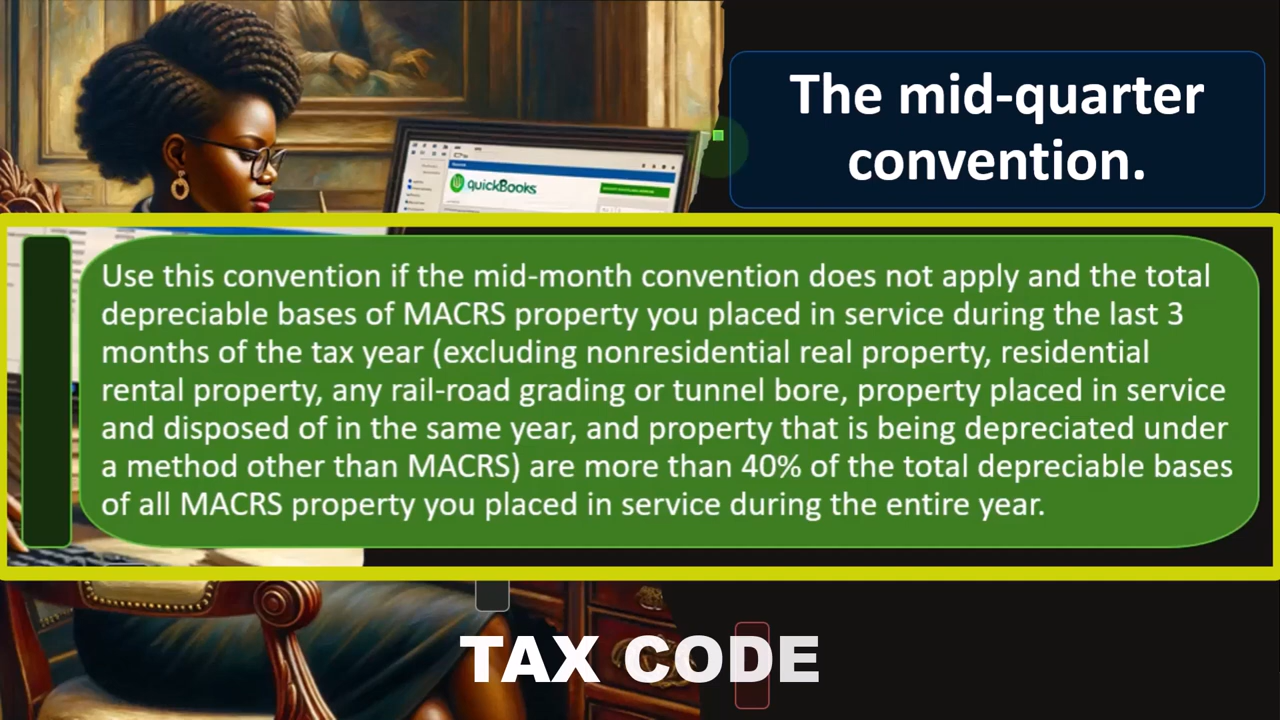 The mid-quarter
convention.
quickBooks
Use this convention if the mid-month convention does not apply and the total
depreciable bases of MACRS property you placed in service during the last 3
months of the tax year (excluding nonresidential real property, residential
rental property, any rail-road grading or tunnel bore, property placed in service
and disposed of in the same year, and property that is being depreciated under
a method other than MACRS) are more than 40% of the total depreciable bases
of all MACRS property you placed in service during the entire year.
TAX CODE